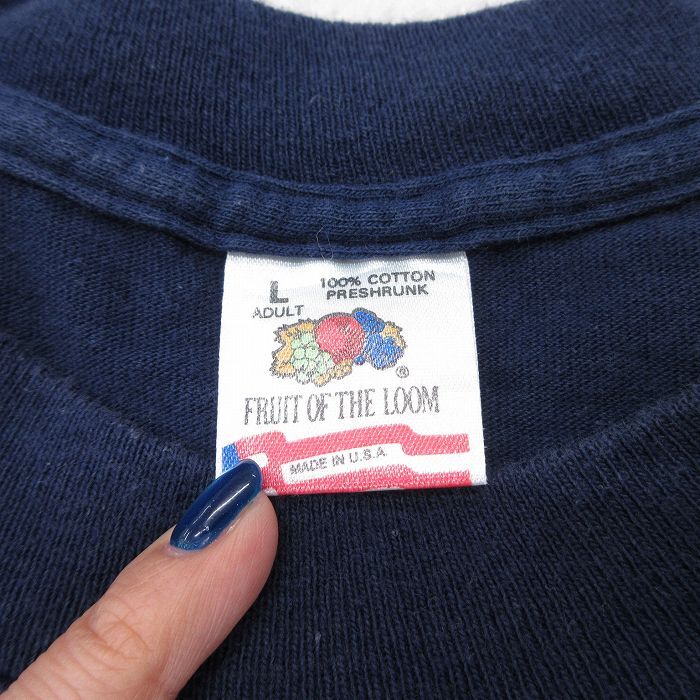 L
ADULT
100% COTTON
PRESHRUNK
®
FRUIT OF THE LOOM
MADE IN U.S.A.